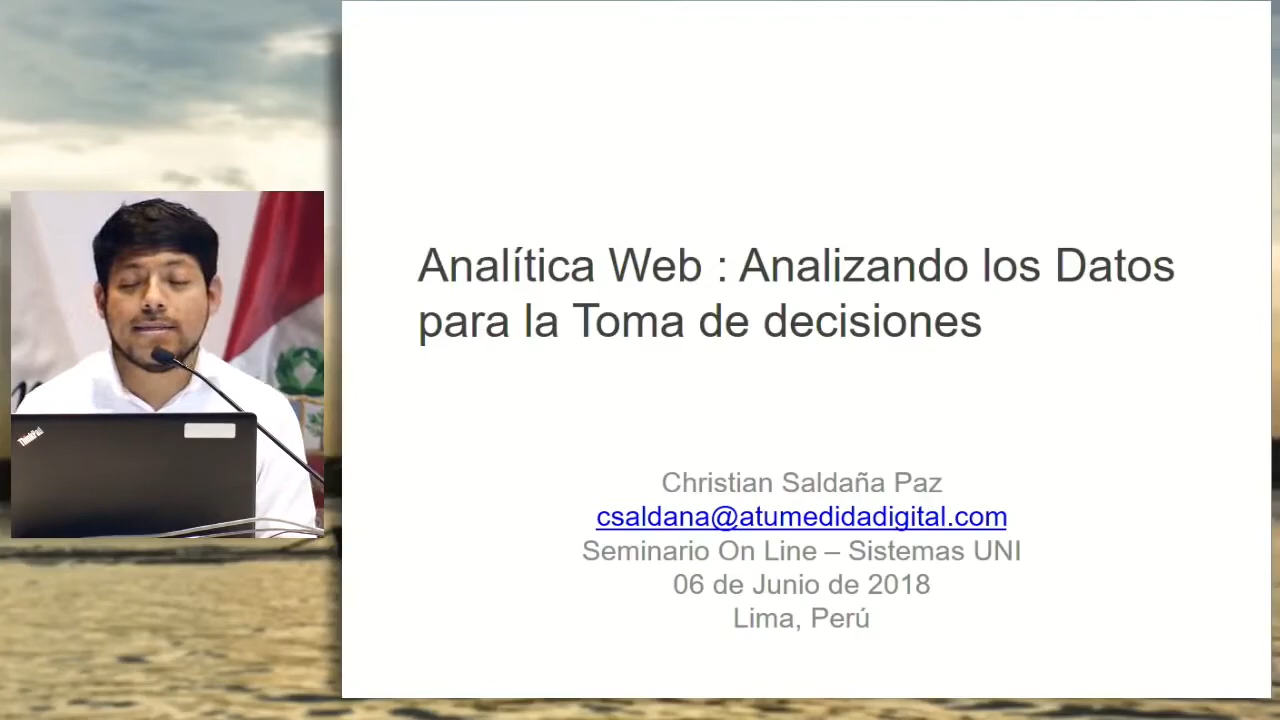 Analítica Web : Analizando los Datos
para la Toma de decisiones
Christian Saldaña Paz
csaldana@atumedidadigital.com
Seminario On Line – Sistemas UNI
06 de Junio de 2018
Lima, Perú
ThinkPad